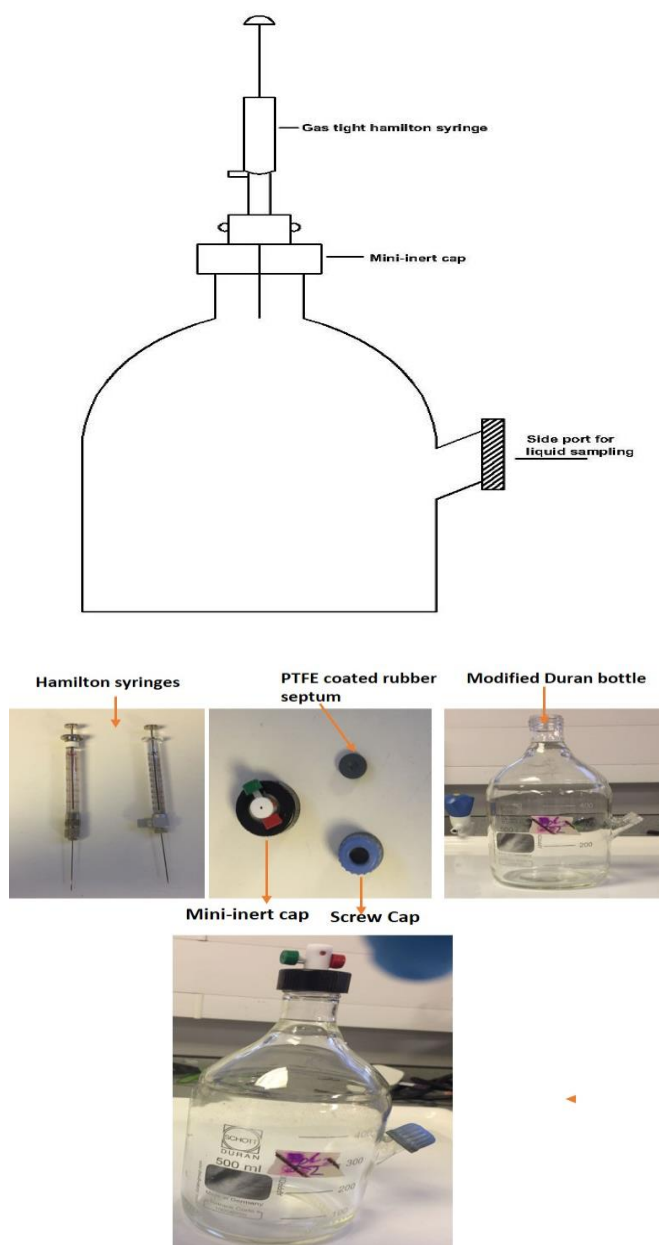 Gas tight hamilton syringe
Mini-inert cap
Side port for
liquid sampling
Hamilton syringes
PTFE coated rubber
septum
Modified Duran bottle
200
Mini-inert cap
Screw Cap
SCHOTT
DURAN
500 ml
400
300
200
100